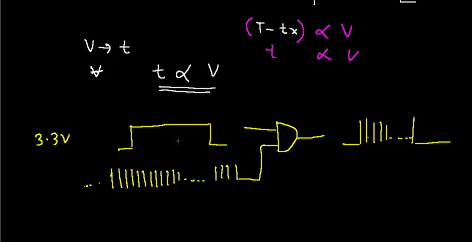 (T - tx) ∝ V
V → t
t ∝ V
t ∝ V
3.3V